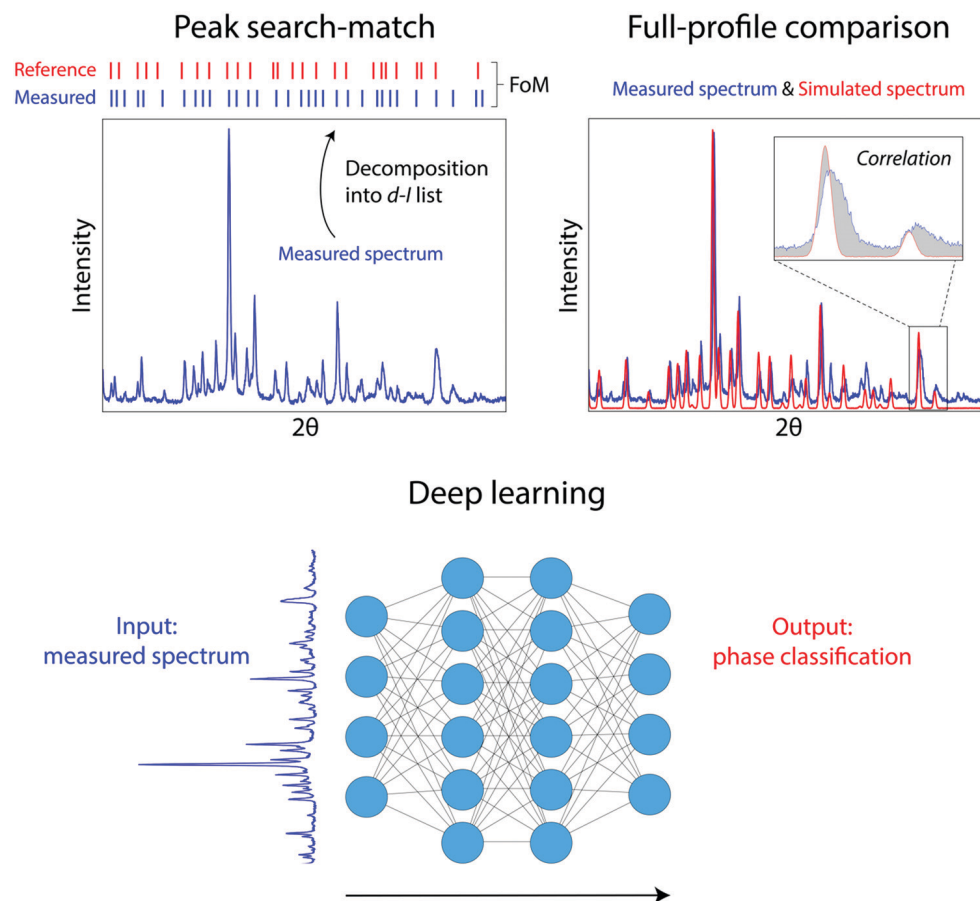 Peak search-match
Reference
Measured
FoM
Decomposition
into d-I list
Measured spectrum
Intensity
2θ
Full-profile comparison
Measured spectrum & Simulated spectrum
Correlation
Intensity
2θ
Deep learning
Input:
measured spectrum
Output:
phase classification